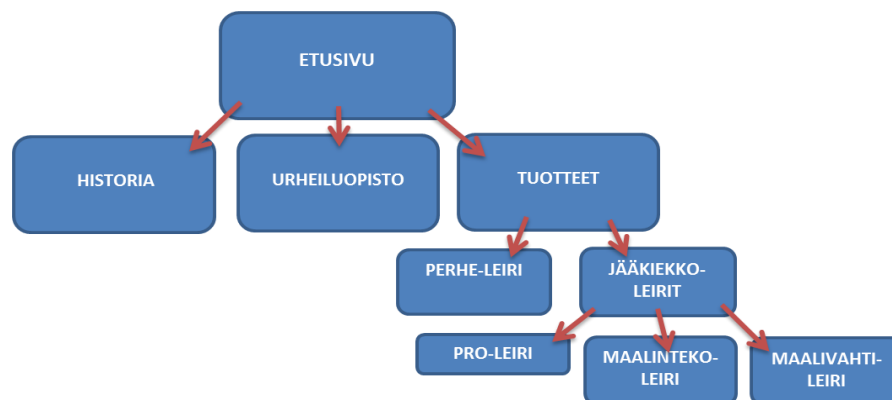 ETUSIVU
HISTORIA
URHEILUOPISTO
TUOTTEET
PERHE-LEIRI
JÄÄKIEKKO-
LEIRIT
PRO-LEIRI
MAALINTEKO-
LEIRI
MAALIVAHTI-
LEIRI